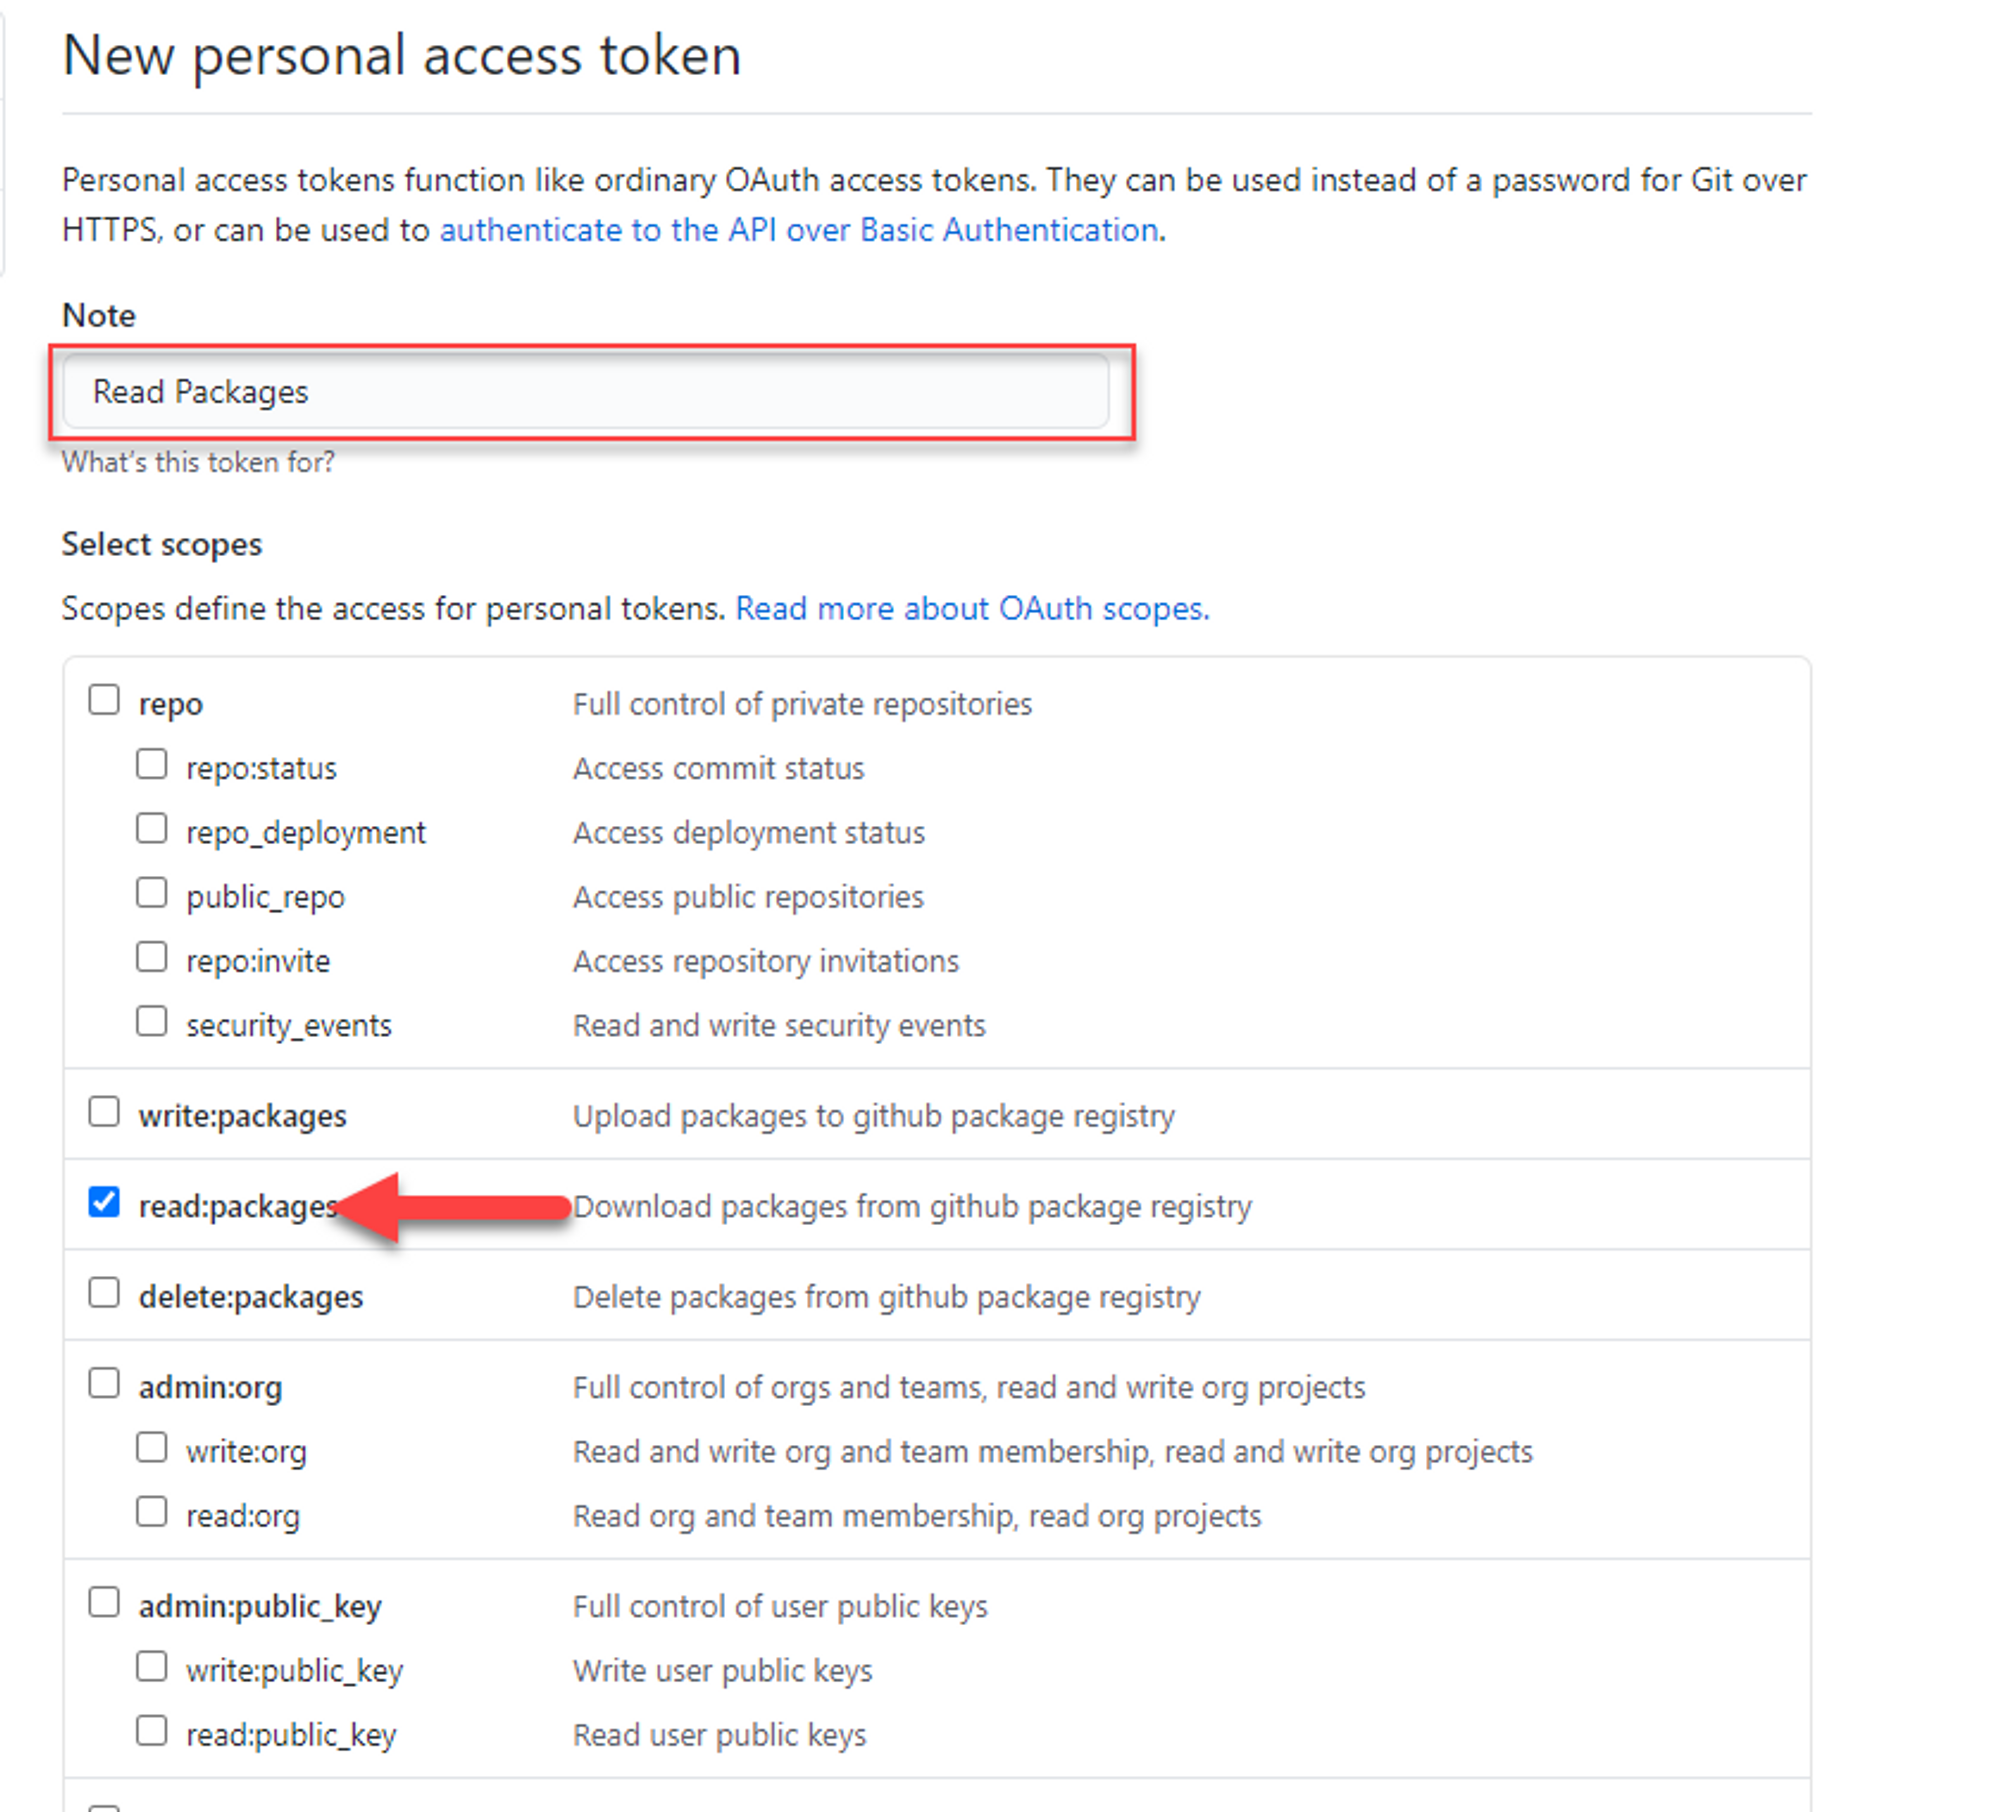 New personal access token
Personal access tokens function like ordinary OAuth access tokens. They can be used instead of a password for Git over
HTTPS, or can be used to authenticate to the API over Basic Authentication.
Note
Read Packages
What's this token for?
Select scopes
Scopes define the access for personal tokens. Read more about OAuth scopes.
repo Full control of private repositories
repo:status Access commit status
repo_deployment Access deployment status
public_repo Access public repositories
repo:invite Access repository invitations
security_events Read and write security events
write:packages Upload packages to github package registry
read:packages Download packages from github package registry
delete:packages Delete packages from github package registry
admin:org Full control of orgs and teams, read and write org projects
write:org Read and write org and team membership, read and write org projects
read:org Read org and team membership, read org projects
admin:public_key Full control of user public keys
write:public_key Write user public keys
read:public_key Read user public keys